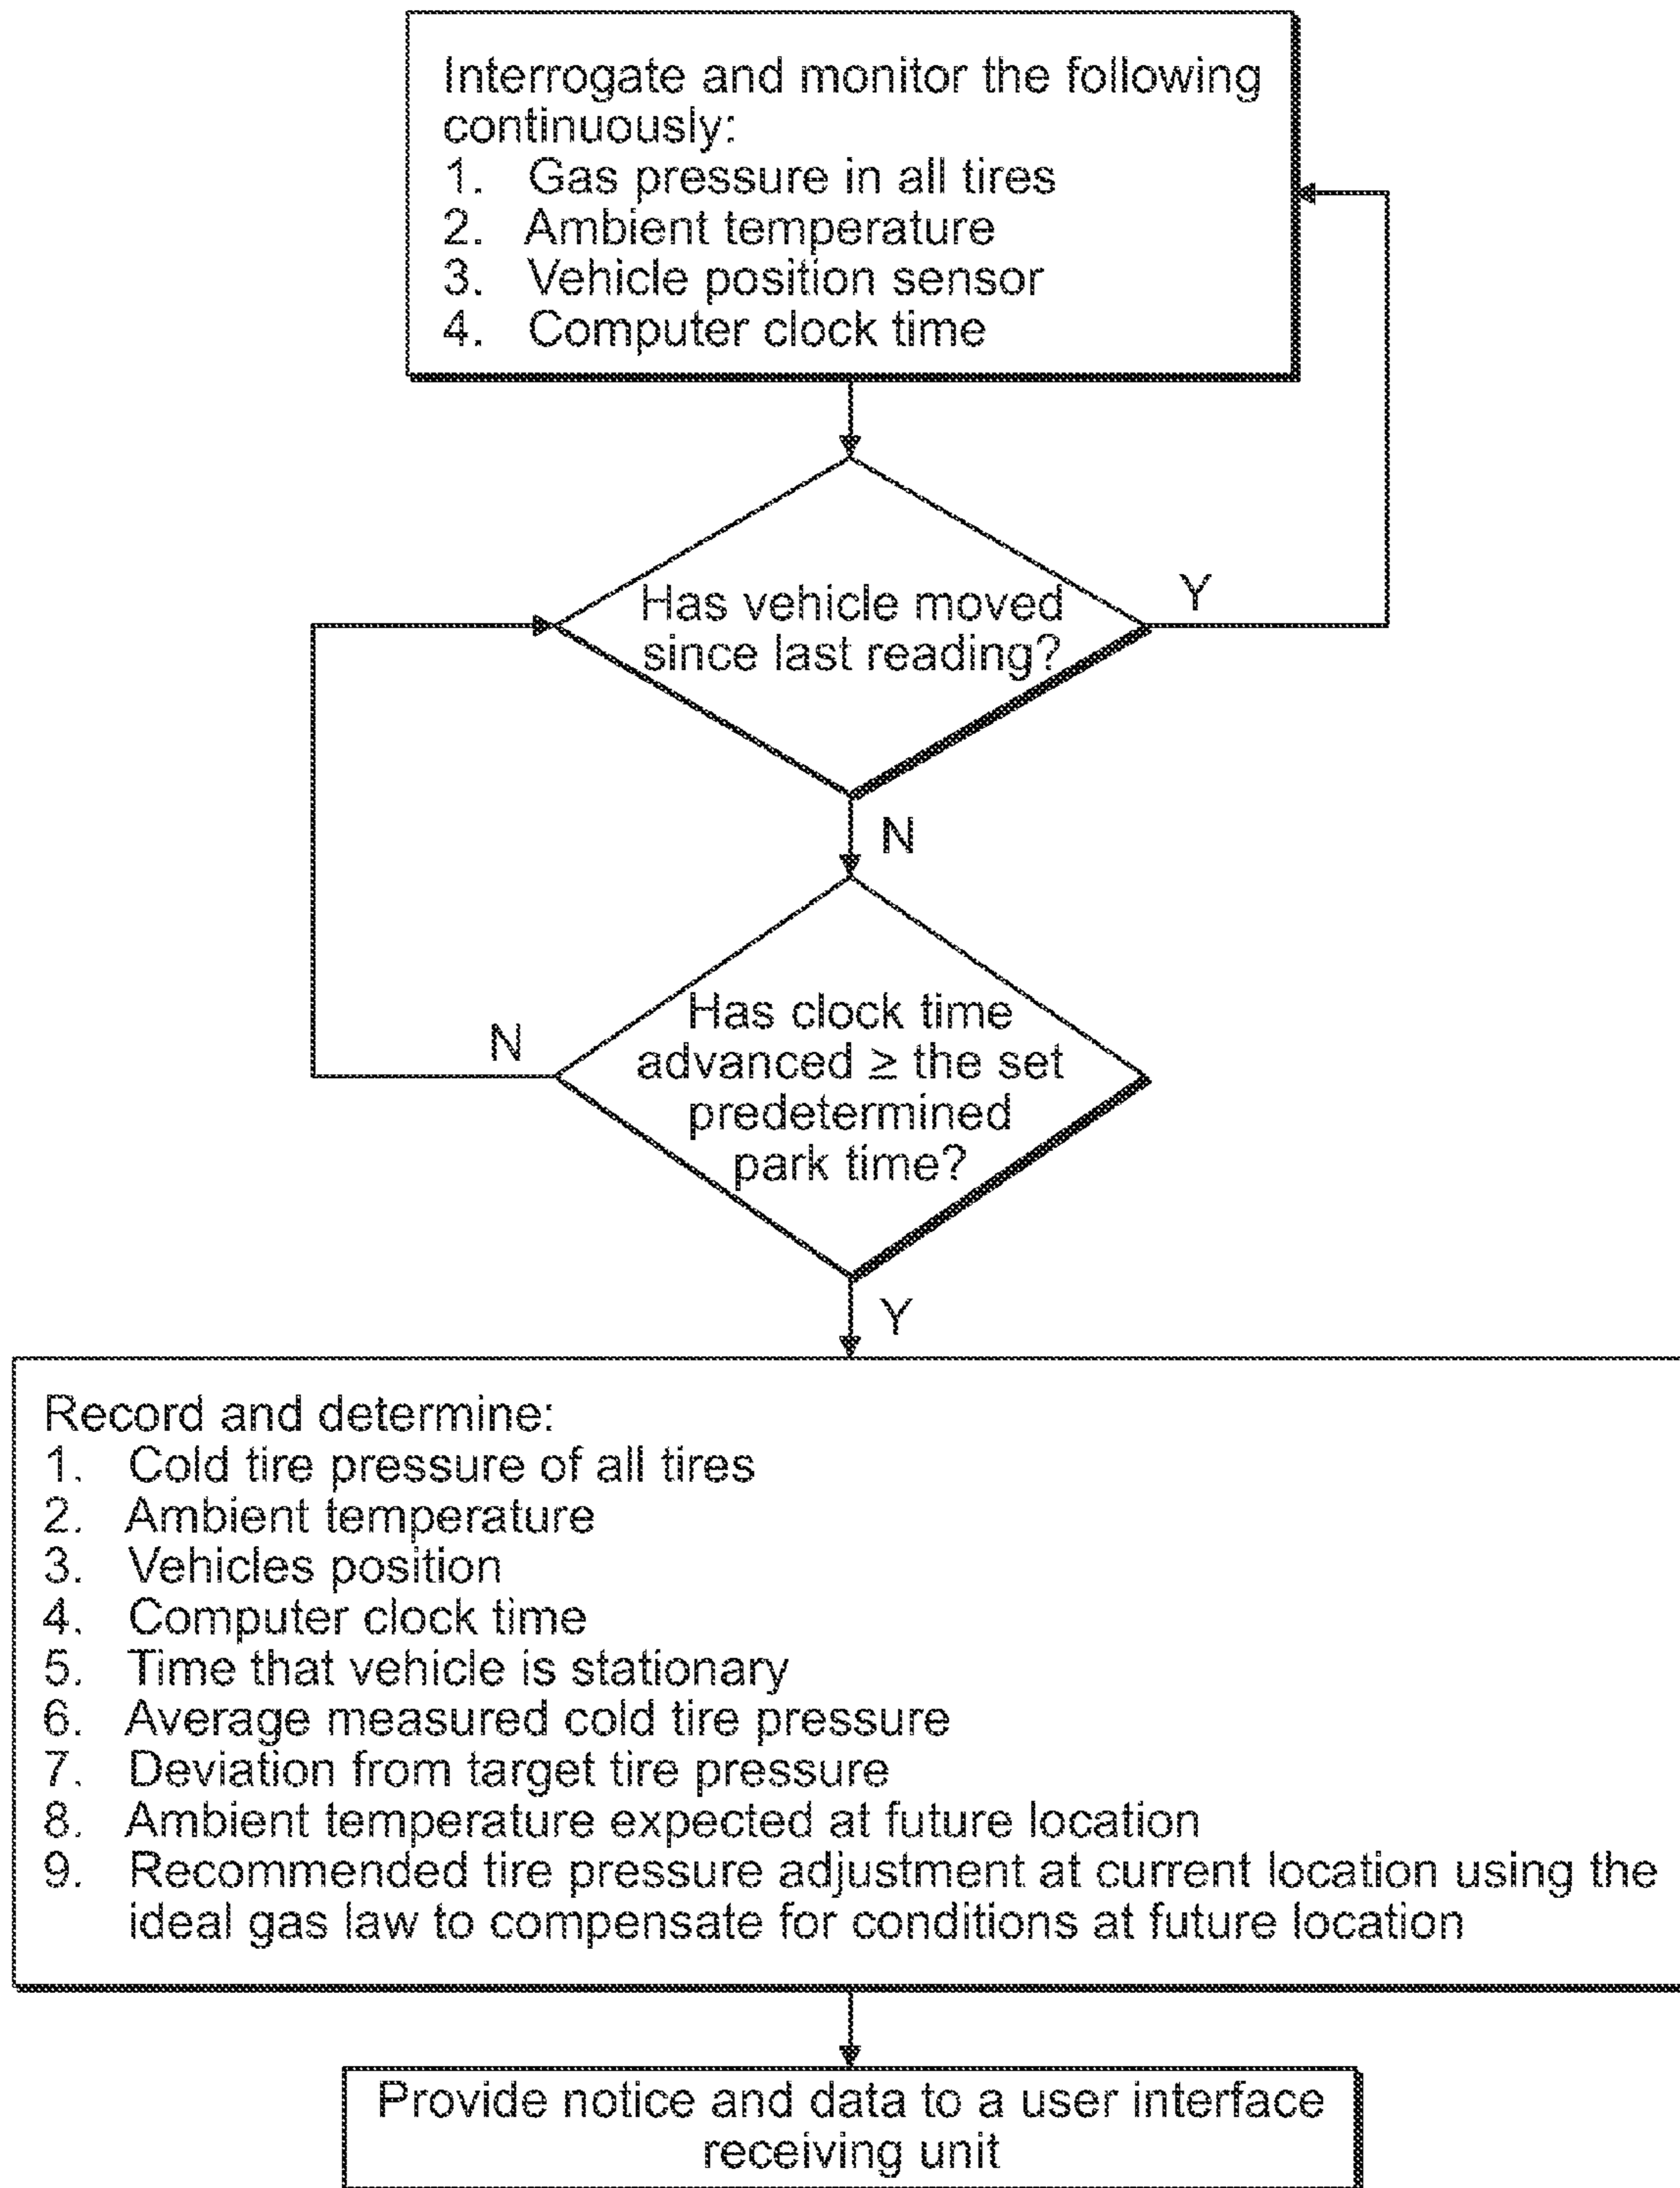 Interrogate and monitor the following
continuously:
1. Gas pressure in all tires
2. Ambient temperature
3. Vehicle position sensor
4. Computer clock time
Has vehicle moved
since last reading?
Y
N
Has clock time
advanced ≥ the set
predetermined
park time?
N
Y
Record and determine:
1. Cold tire pressure of all tires
2. Ambient temperature
3. Vehicles position
4. Computer clock time
5. Time that vehicle is stationary
6. Average measured cold tire pressure
7. Deviation from target tire pressure
8. Ambient temperature expected at future location
9. Recommended tire pressure adjustment at current location using the
ideal gas law to compensate for conditions at future location
Provide notice and data to a user interface
receiving unit